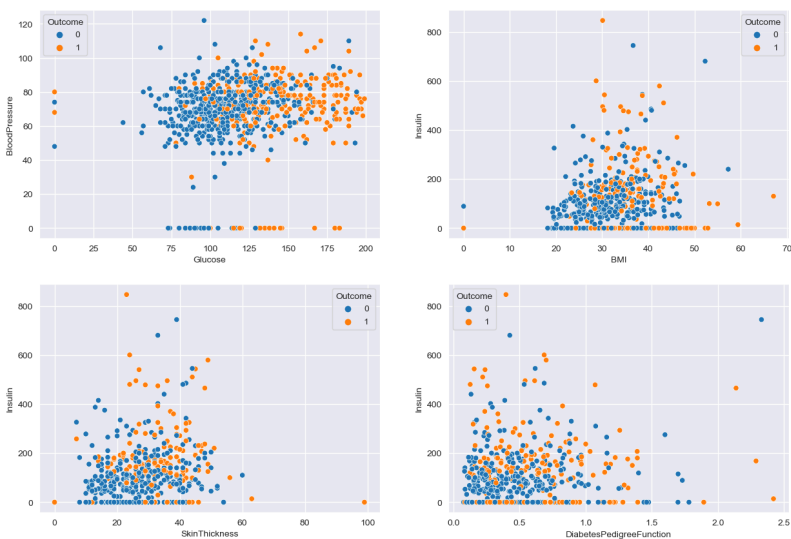 Outcome
0
1
120
100
80
60
40
20
0
BloodPressure
0 25 50 75 100 125 150 175 200
Glucose
Outcome
0
1
800
600
400
200
0
Insulin
0 10 20 30 40 50 60 70
BMI
Outcome
0
1
800
600
400
200
0
Insulin
0 20 40 60 80 100
SkinThickness
Outcome
0
1
800
600
400
200
0
Insulin
0.0 0.5 1.0 1.5 2.0 2.5
DiabetesPedigreeFunction